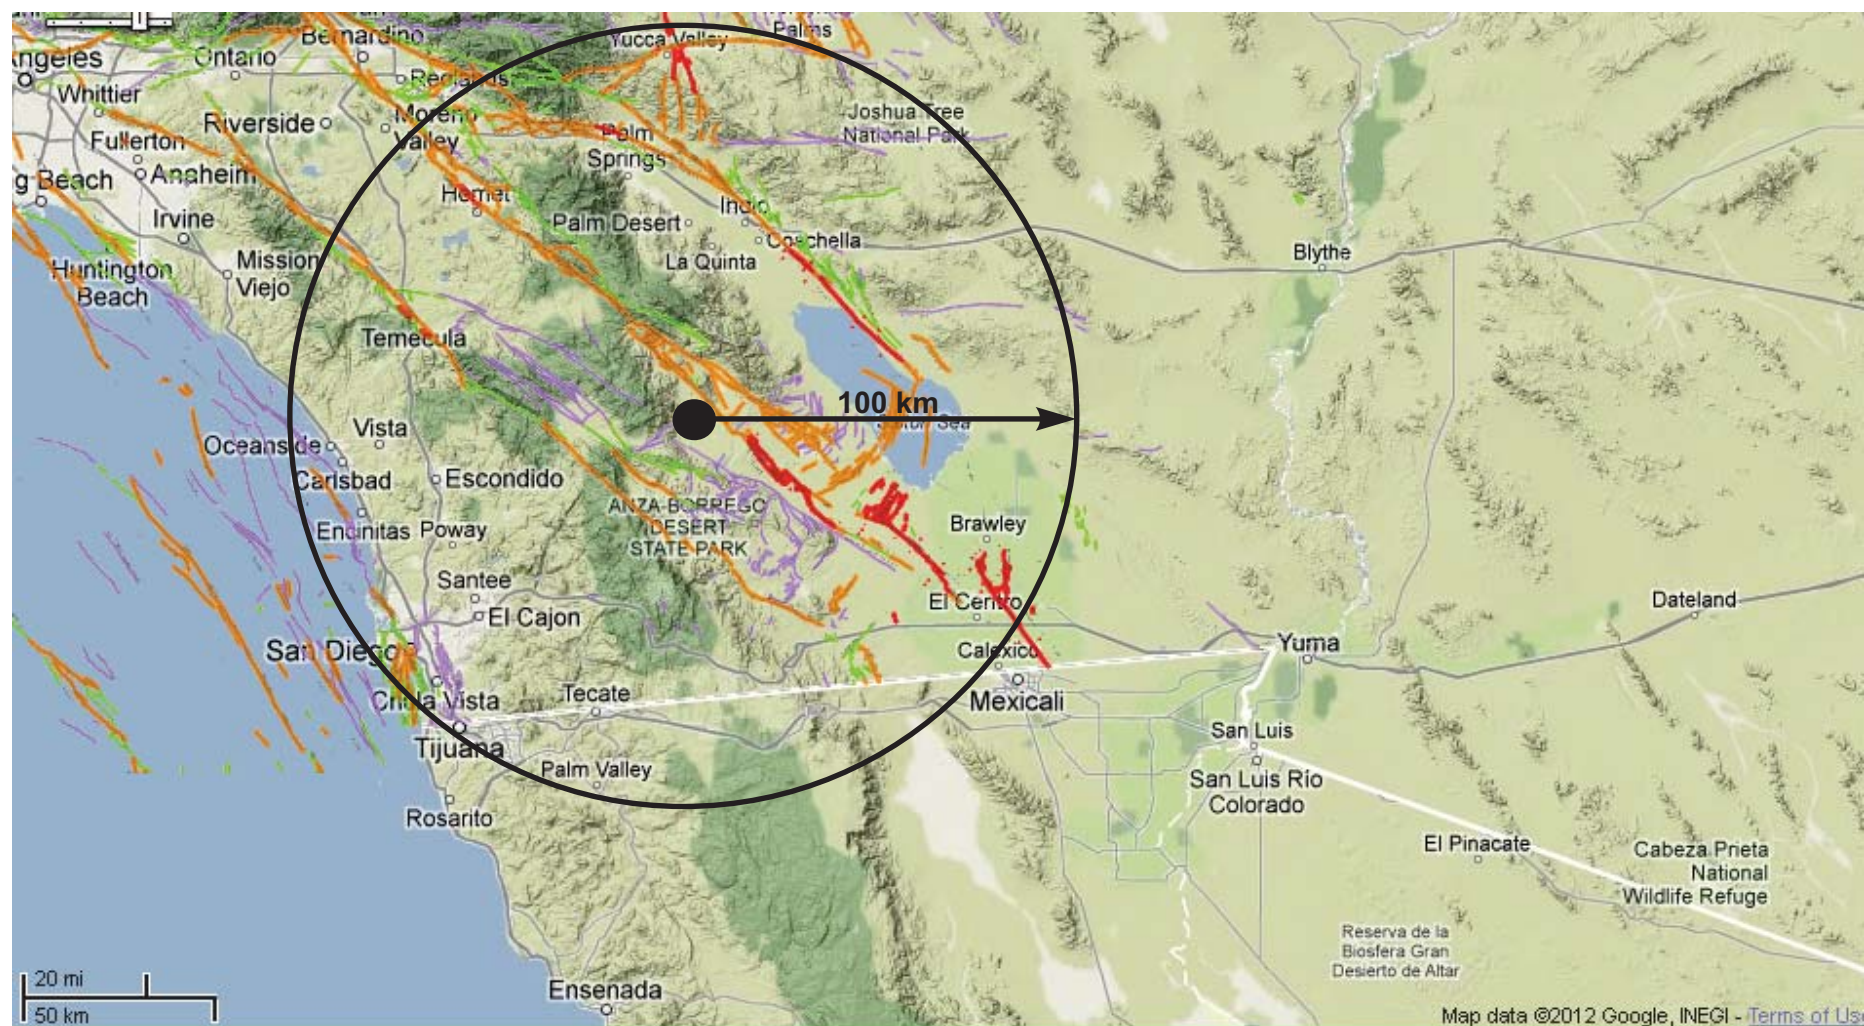 Bernardino
Yucca Valley
Palms
Angeles
Ontario
Redlands
Whittier
Riverside
Moreno
Valley
Joshua Tree
National Park
Fullerton
Palm
Springs
g Beach
Anaheim
Hemet
Irvine
Palm Desert
Indio
Coachella
Mission
Viejo
La Quinta
Blythe
Huntington
Beach
Temecula
100 km
Salton Sea
Vista
Oceanside
Carlsbad
Escondido
ANZA-BORREGO
DESERT
STATE PARK
Encinitas
Poway
Brawley
Santee
El Cajon
El Centro
Dateland
San Diego
Calexico
Yuma
Chula Vista
Tecate
Mexicali
Tijuana
San Luis
Palm Valley
San Luis Río
Colorado
Rosarito
El Pinacate
Cabeza Prieta
National
Wildlife Refuge
Reserva de la
Biosfera Gran
Desierto de Altar
Ensenada
20 mi
50 km
Map data ©2012 Google, INEGI - Terms of Use